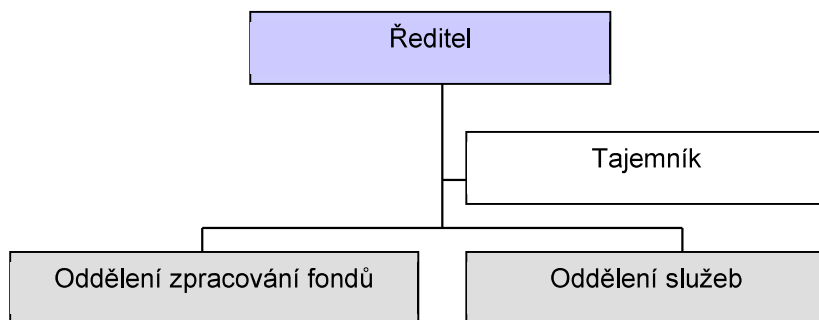 Ředitel
Tajemník
Oddělení zpracování fondů
Oddělení služeb